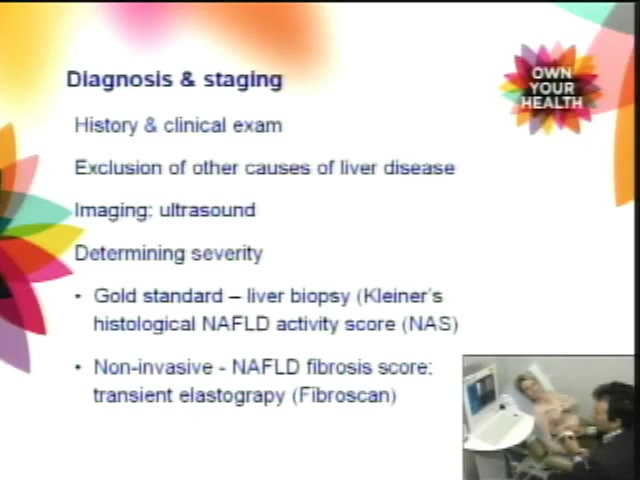 Diagnosis & staging
OWN
YOUR
HEALTH
History & clinical exam
Exclusion of other causes of liver disease
Imaging: ultrasound
Determining severity
• Gold standard – liver biopsy (Kleiner's
histological NAFLD activity score (NAS)
• Non-invasive - NAFLD fibrosis score;
transient elastograpy (Fibroscan)